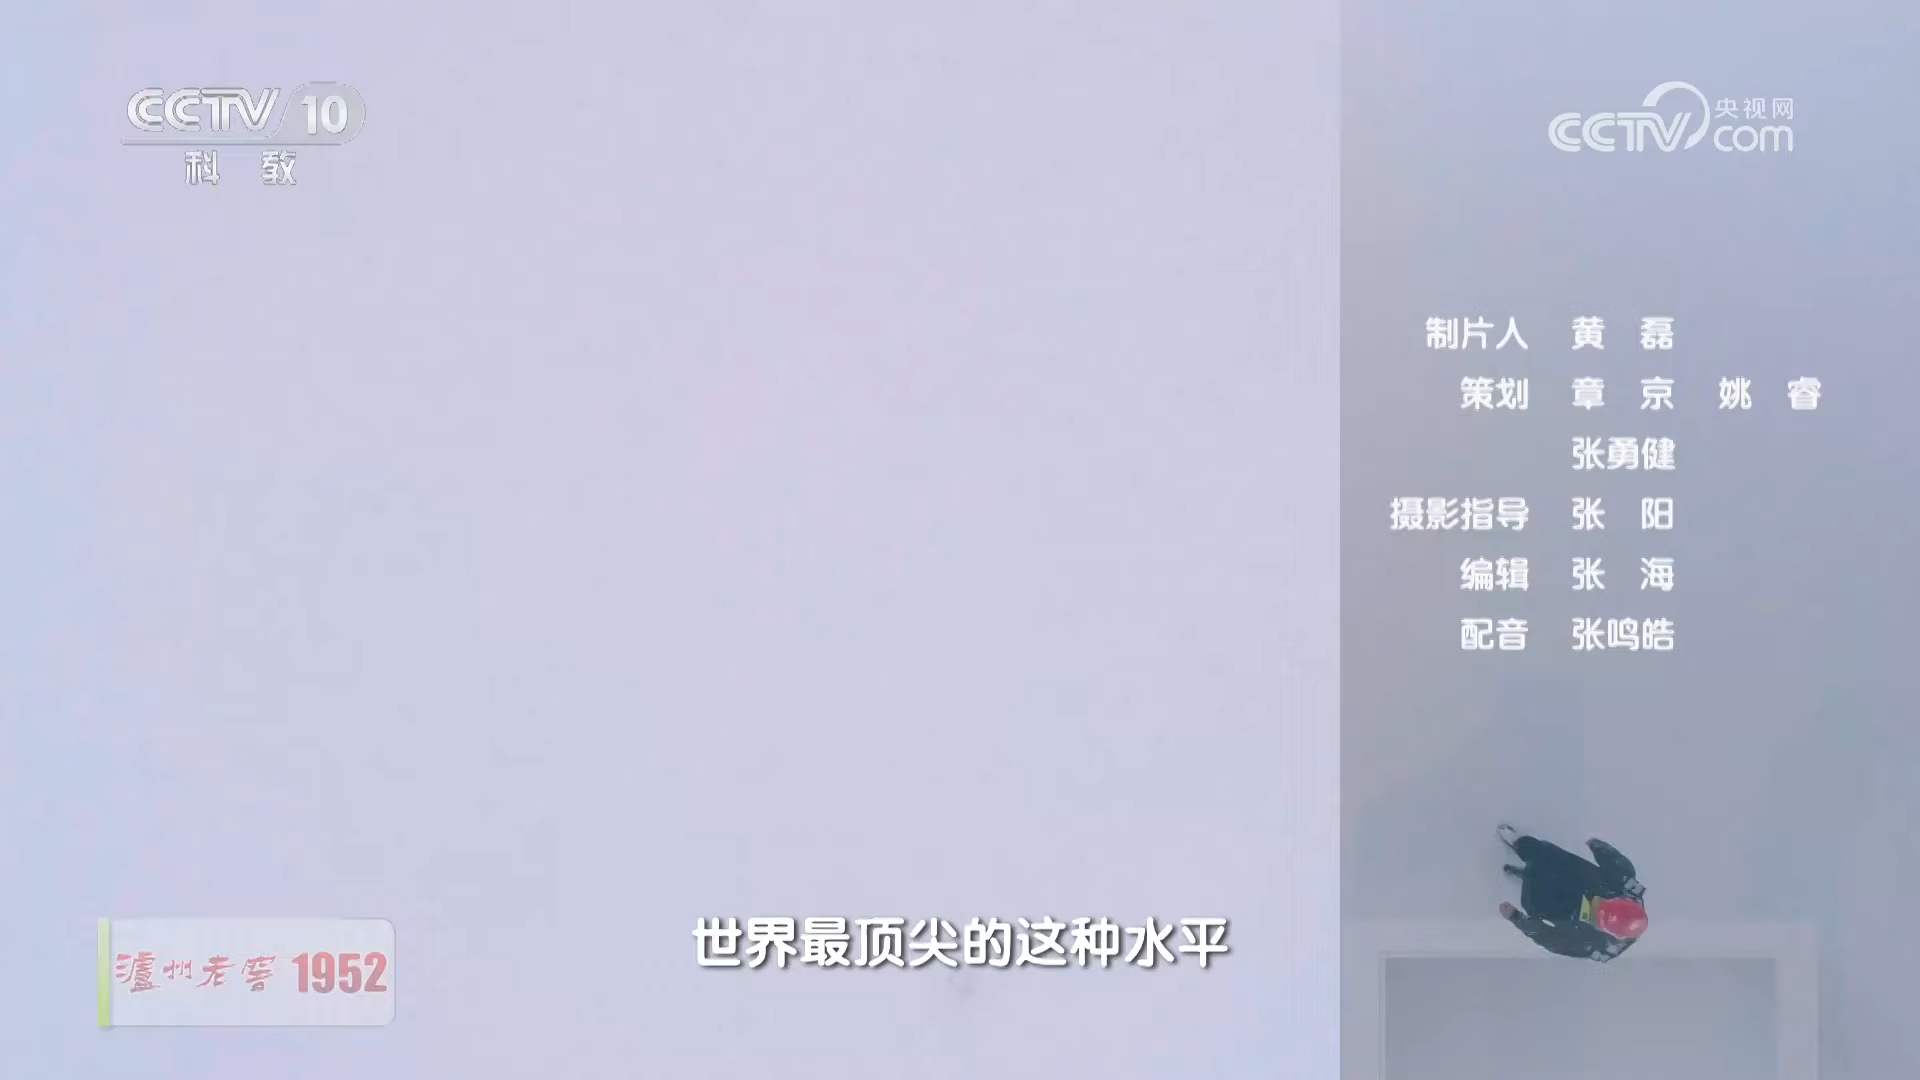 CCTV 10
科 教
央视网
CCTV com
制片人 黄 磊
策划 章 京 姚 睿
张勇健
摄影指导 张 阳
编辑 张 海
配音 张鸣皓
世界最顶尖的这种水平
泸州老窖 1952